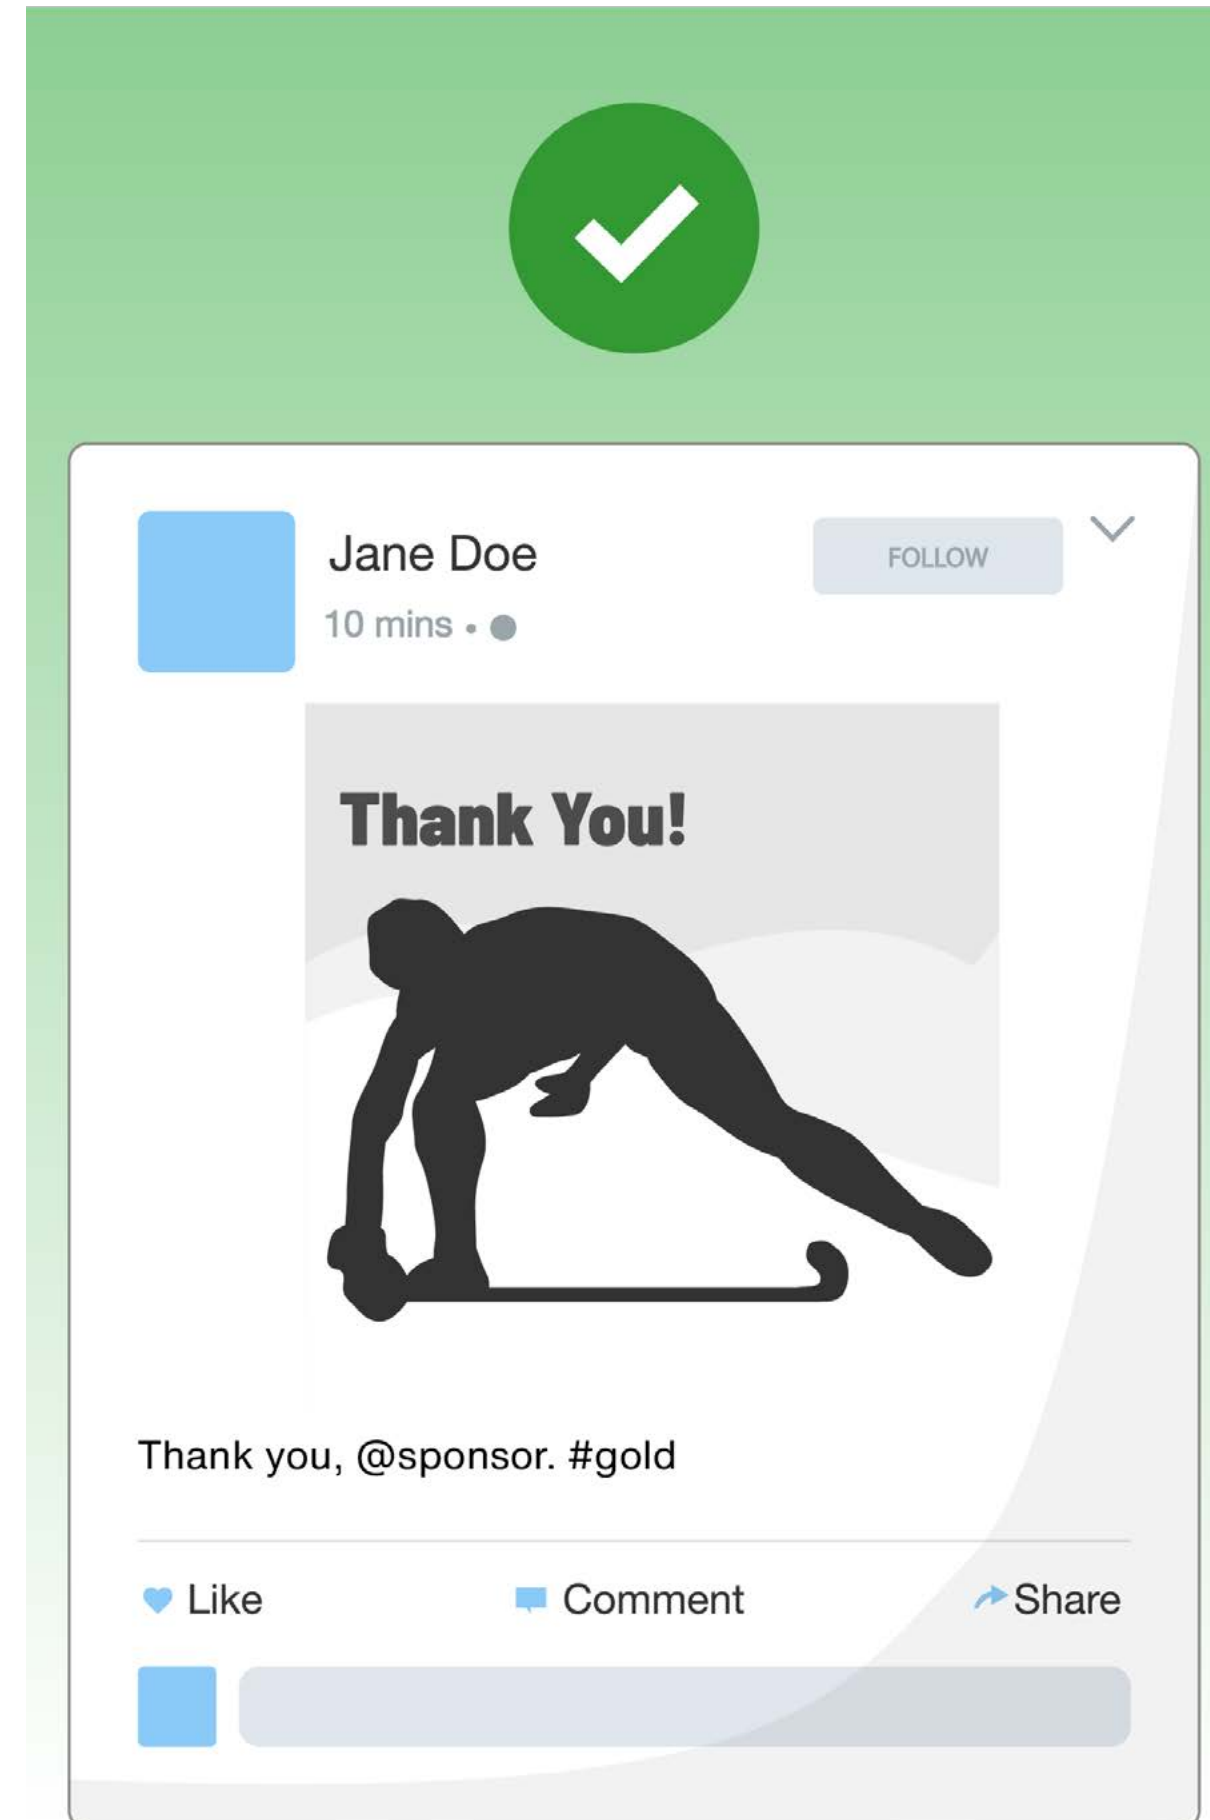 Jane Doe
FOLLOW
10 mins
Thank You!
Thank you, @sponsor. #gold
Like
Comment
Share